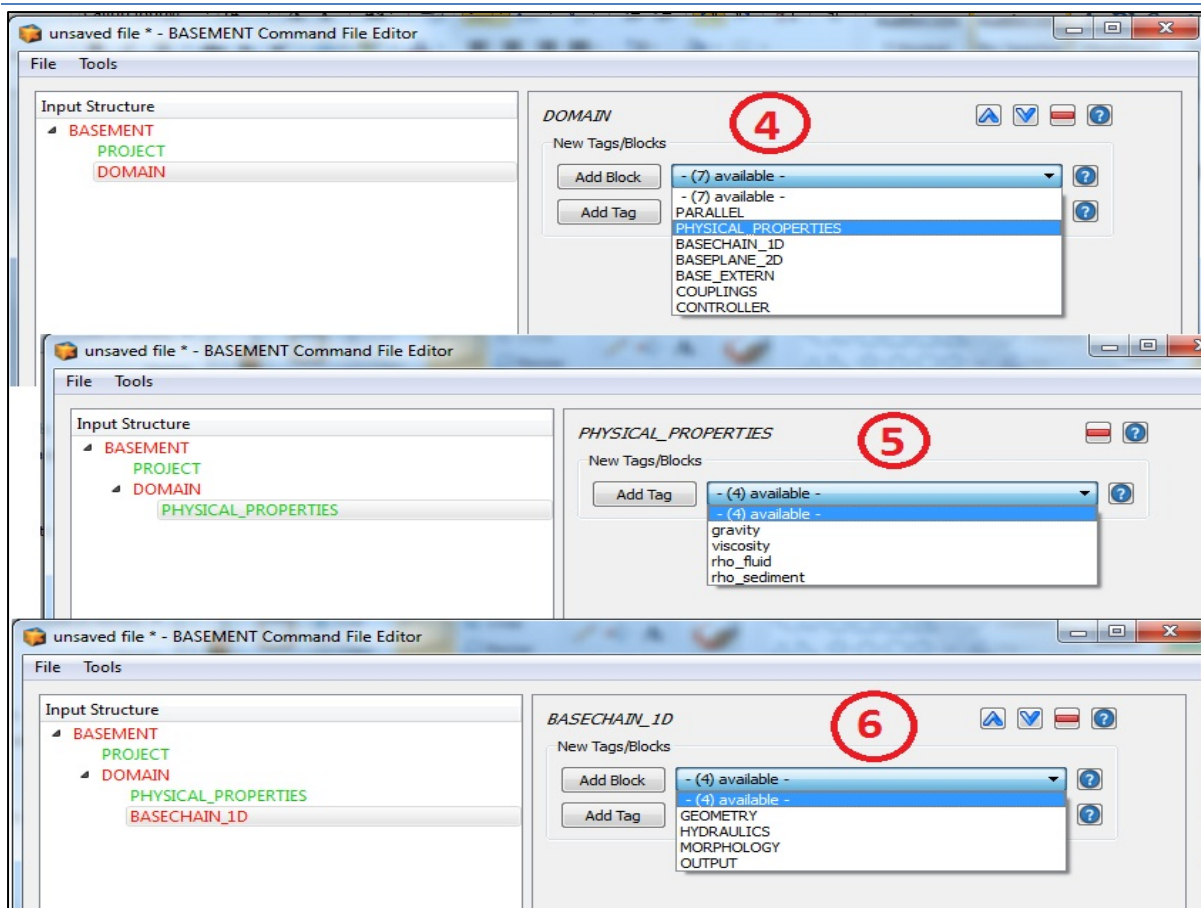 unsaved file * - BASEMENT Command File Editor
File Tools
Input Structure
BASEMENT
PROJECT
DOMAIN
DOMAIN
4
New Tags/Blocks
Add Block - (7) available -
- (7) available -
Add Tag
PARALLEL
PHYSICAL_PROPERTIES
BASECHAIN_1D
BASEPLANE_2D
BASE_EXTERN
COUPLINGS
CONTROLLER
unsaved file * - BASEMENT Command File Editor
File Tools
Input Structure
BASEMENT
PROJECT
DOMAIN
PHYSICAL_PROPERTIES
PHYSICAL_PROPERTIES
5
New Tags/Blocks
Add Tag - (4) available -
- (4) available -
gravity
viscosity
rho_fluid
rho_sediment
unsaved file * - BASEMENT Command File Editor
File Tools
Input Structure
BASEMENT
PROJECT
DOMAIN
PHYSICAL_PROPERTIES
BASECHAIN_1D
BASECHAIN_1D
6
New Tags/Blocks
Add Block - (4) available -
- (4) available -
Add Tag
GEOMETRY
HYDRAULICS
MORPHOLOGY
OUTPUT